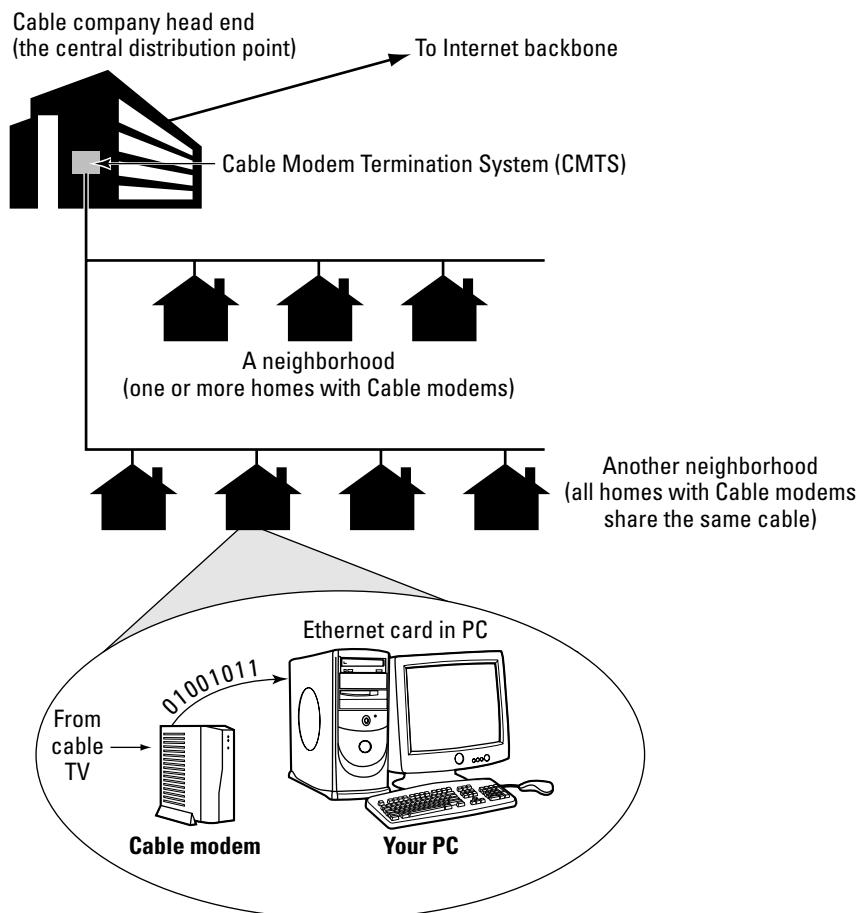 Cable company head end
(the central distribution point)
To Internet backbone
Cable Modem Termination System (CMTS)
A neighborhood
(one or more homes with Cable modems)
Another neighborhood
(all homes with Cable modems
share the same cable)
Ethernet card in PC
01001011
From
cable
TV
Cable modem
Your PC